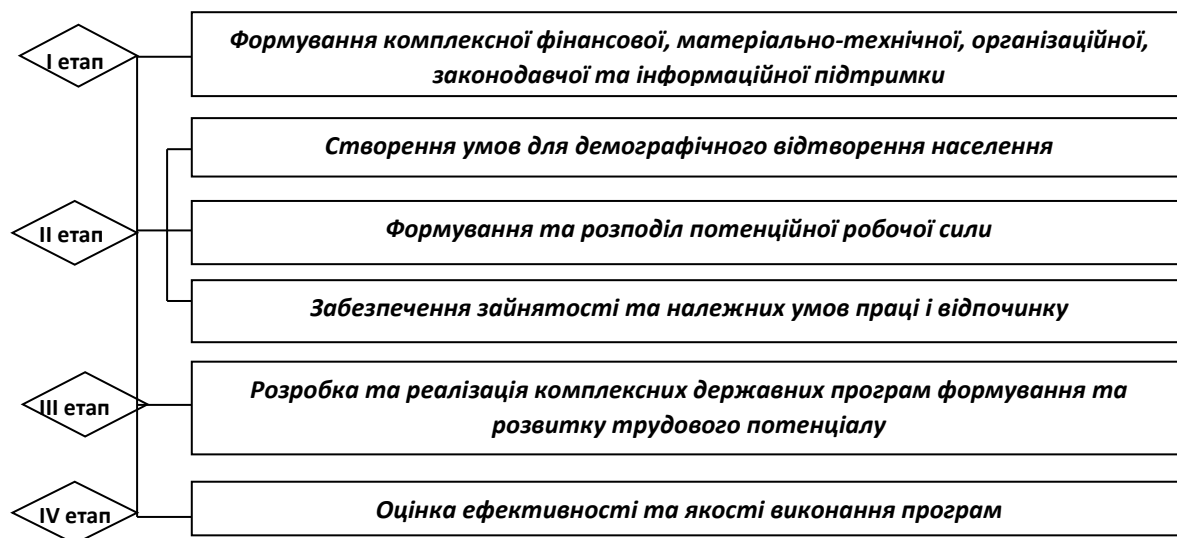 І етап
Формування комплексної фінансової, матеріально-технічної, організаційної,
законодавчої та інформаційної підтримки
Створення умов для демографічного відтворення населення
ІІ етап
Формування та розподіл потенційної робочої сили
Забезпечення зайнятості та належних умов праці і відпочинку
ІІІ етап
Розробка та реалізація комплексних державних програм формування та
розвитку трудового потенціалу
IV етап
Оцінка ефективності та якості виконання програм